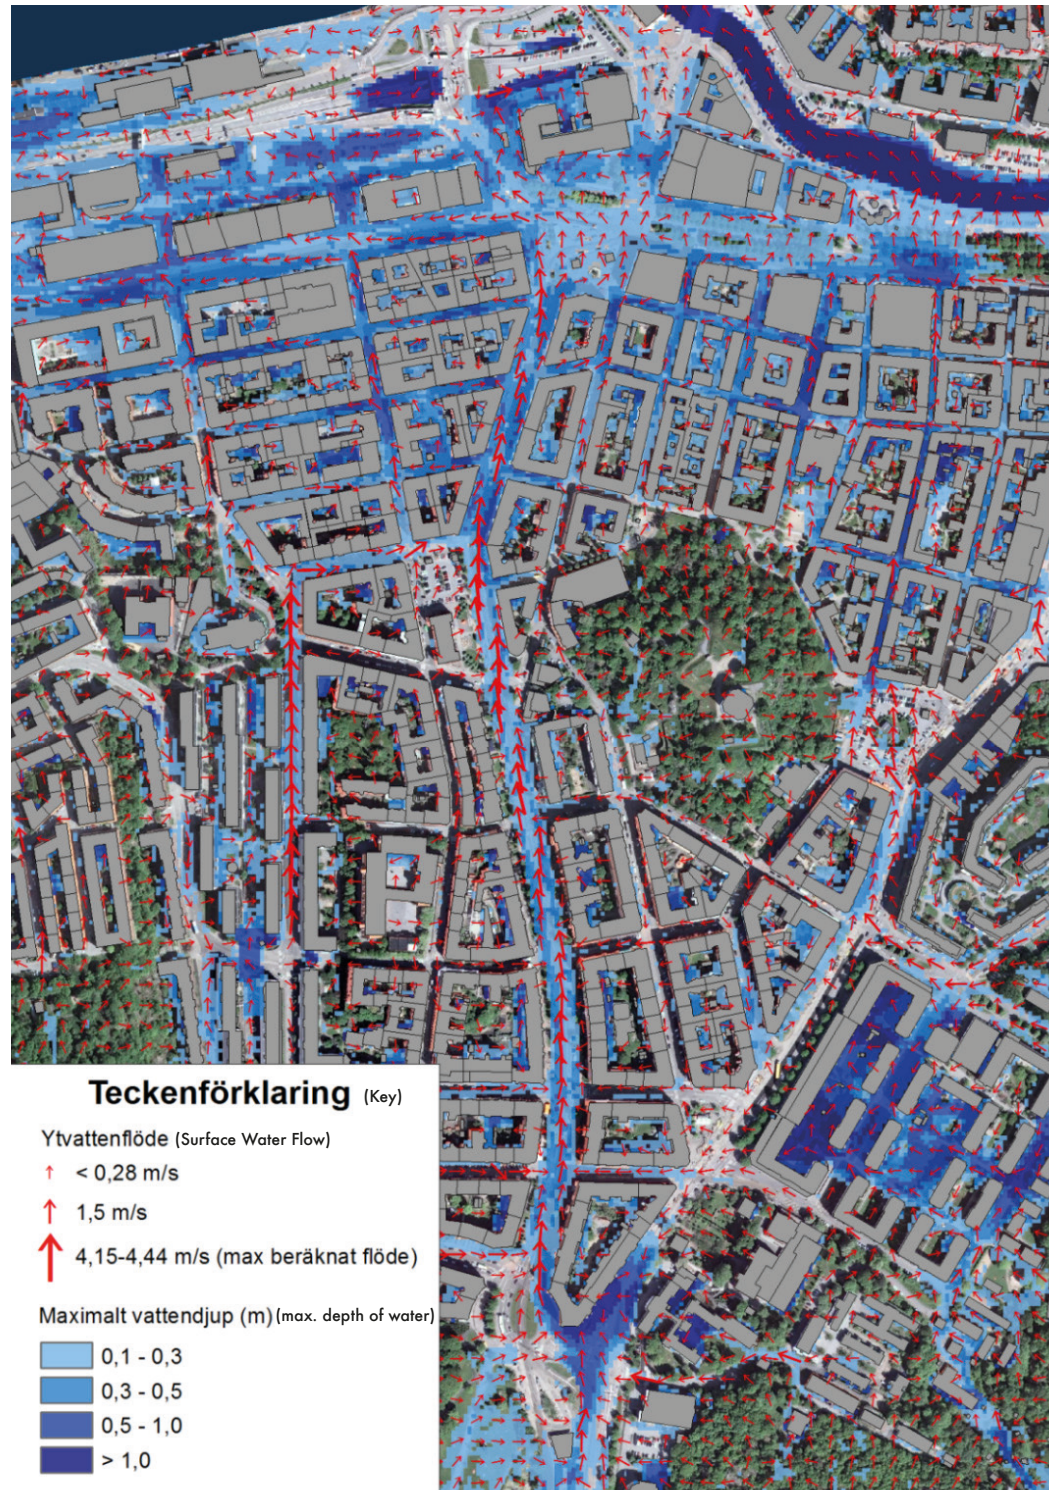 Teckenförklaring (Key)
Ytvattenflöde (Surface Water Flow)
< 0,28 m/s
1,5 m/s
4,15-4,44 m/s (max beräknat flöde)
Maximalt vattendjup (m) (max. depth of water)
0,1 - 0,3
0,3 - 0,5
0,5 - 1,0
> 1,0